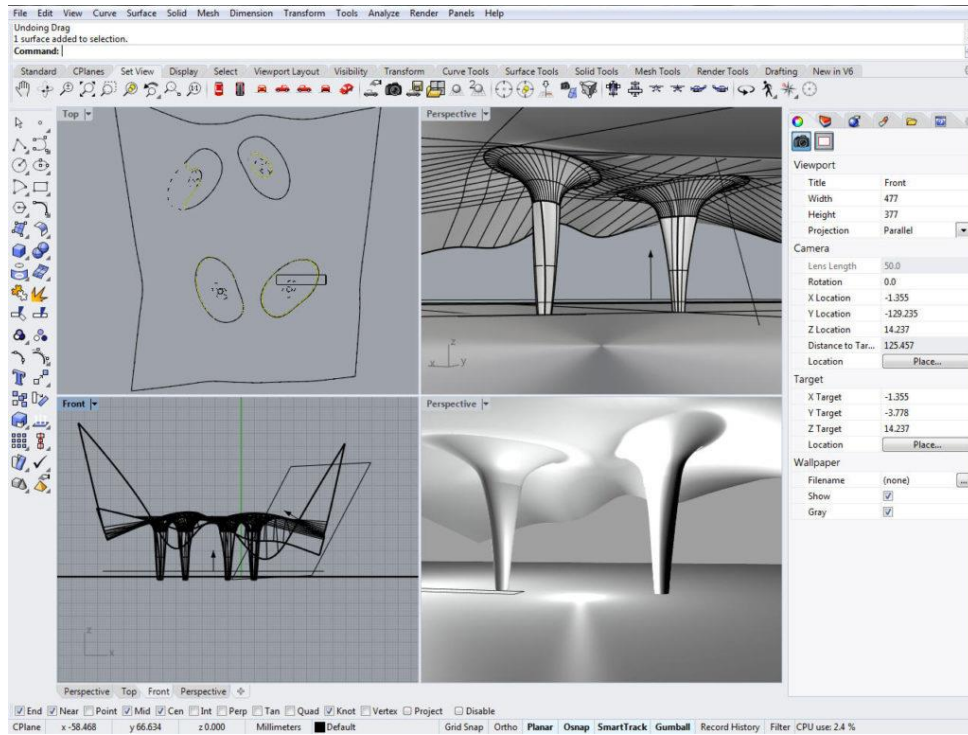 File Edit View Curve Surface Solid Mesh Dimension Transform Tools Analyze Render Panels Help
Undoing Drag
1 surface added to selection.
Command:
Standard CPlanes Set View Display Select Viewport Layout Visibility Transform Curve Tools Surface Tools Solid Tools Mesh Tools Render Tools Drafting New in V6
Top
Perspective
Viewport
Title Front
Width 477
Height 377
Projection Parallel
Camera
Lens Length 50.0
Rotation 0.0
X Location -1.355
Y Location -129.235
Z Location 14.237
Distance to Tar... 125.457
Location Place...
Target
X Target -1.355
Y Target -3.778
Z Target 14.237
Location Place...
Wallpaper
Filename (none) ...
Show
Gray
z
x y
Front
Perspective
z
x
Perspective Top Front Perspective
End Near Point Mid Cen Int Perp Tan Quad Knot Vertex Project Disable
CPlane x -58.468 y 66.634 z 0.000 Millimeters Default Grid Snap Ortho Planar Osnap SmartTrack Gumball Record History Filter CPU use: 2.4 %